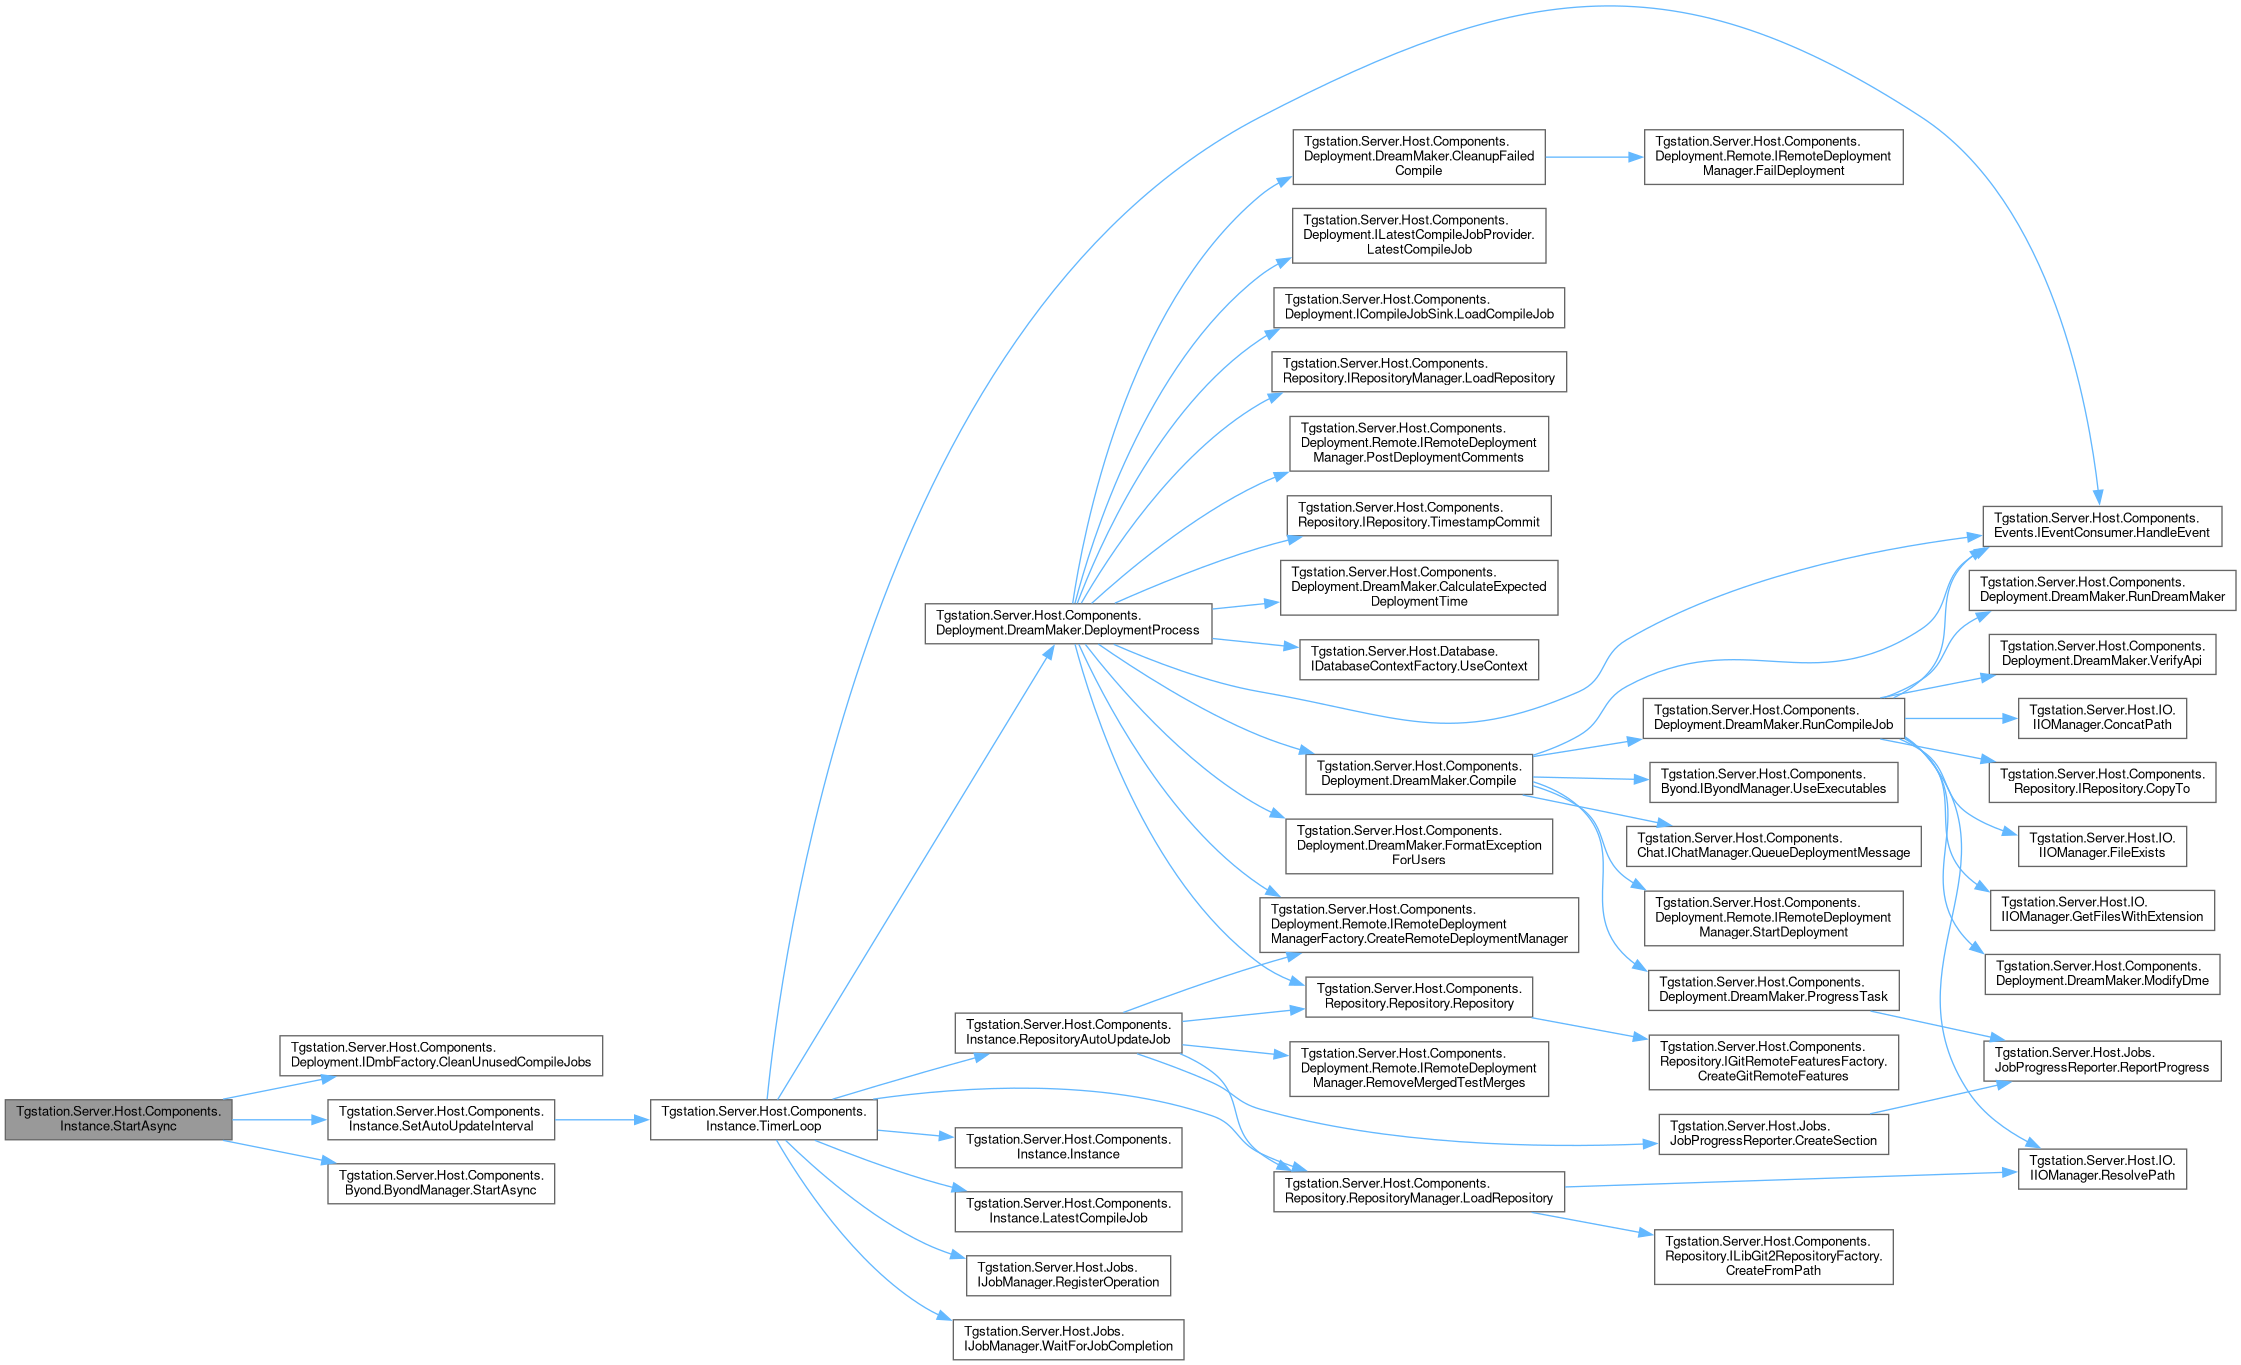 Tgstation.Server.Host.Components.
Instance.StartAsync
Tgstation.Server.Host.Components.
Deployment.IDmbFactory.CleanUnusedCompileJobs
Tgstation.Server.Host.Components.
Instance.SetAutoUpdateInterval
Tgstation.Server.Host.Components.
Byond.ByondManager.StartAsync
Tgstation.Server.Host.Components.
Instance.TimerLoop
Tgstation.Server.Host.Components.
Deployment.DreamMaker.DeploymentProcess
Tgstation.Server.Host.Components.
Instance.RepositoryAutoUpdateJob
Tgstation.Server.Host.Components.
Instance.Instance
Tgstation.Server.Host.Components.
Instance.LatestCompileJob
Tgstation.Server.Host.Jobs.
IJobManager.RegisterOperation
Tgstation.Server.Host.Jobs.
IJobManager.WaitForJobCompletion
Tgstation.Server.Host.Components.
Deployment.DreamMaker.CleanupFailed
Compile
Tgstation.Server.Host.Components.
Deployment.ILatestCompileJobProvider.
LatestCompileJob
Tgstation.Server.Host.Components.
Deployment.ICompileJobSink.LoadCompileJob
Tgstation.Server.Host.Components.
Repository.IRepositoryManager.LoadRepository
Tgstation.Server.Host.Components.
Deployment.Remote.IRemoteDeployment
Manager.PostDeploymentComments
Tgstation.Server.Host.Components.
Repository.IRepository.TimestampCommit
Tgstation.Server.Host.Components.
Deployment.DreamMaker.CalculateExpected
DeploymentTime
Tgstation.Server.Host.Database.
IDatabaseContextFactory.UseContext
Tgstation.Server.Host.Components.
Deployment.DreamMaker.Compile
Tgstation.Server.Host.Components.
Deployment.DreamMaker.FormatException
ForUsers
Tgstation.Server.Host.Components.
Deployment.Remote.IRemoteDeployment
ManagerFactory.CreateRemoteDeploymentManager
Tgstation.Server.Host.Components.
Repository.Repository.Repository
Tgstation.Server.Host.Components.
Deployment.Remote.IRemoteDeployment
Manager.RemoveMergedTestMerges
Tgstation.Server.Host.Components.
Repository.RepositoryManager.LoadRepository
Tgstation.Server.Host.Components.
Deployment.Remote.IRemoteDeployment
Manager.FailDeployment
Tgstation.Server.Host.Components.
Deployment.DreamMaker.RunCompileJob
Tgstation.Server.Host.Components.
Byond.IByondManager.UseExecutables
Tgstation.Server.Host.Components.
Chat.IChatManager.QueueDeploymentMessage
Tgstation.Server.Host.Components.
Deployment.Remote.IRemoteDeployment
Manager.StartDeployment
Tgstation.Server.Host.Components.
Deployment.DreamMaker.ProgressTask
Tgstation.Server.Host.Components.
Repository.IGitRemoteFeaturesFactory.
CreateGitRemoteFeatures
Tgstation.Server.Host.Jobs.
JobProgressReporter.CreateSection
Tgstation.Server.Host.Components.
Repository.ILibGit2RepositoryFactory.
CreateFromPath
Tgstation.Server.Host.Components.
Events.IEventConsumer.HandleEvent
Tgstation.Server.Host.Components.
Deployment.DreamMaker.RunDreamMaker
Tgstation.Server.Host.Components.
Deployment.DreamMaker.VerifyApi
Tgstation.Server.Host.IO.
IIOManager.ConcatPath
Tgstation.Server.Host.Components.
Repository.IRepository.CopyTo
Tgstation.Server.Host.IO.
IIOManager.FileExists
Tgstation.Server.Host.IO.
IIOManager.GetFilesWithExtension
Tgstation.Server.Host.Components.
Deployment.DreamMaker.ModifyDme
Tgstation.Server.Host.Jobs.
JobProgressReporter.ReportProgress
Tgstation.Server.Host.IO.
IIOManager.ResolvePath